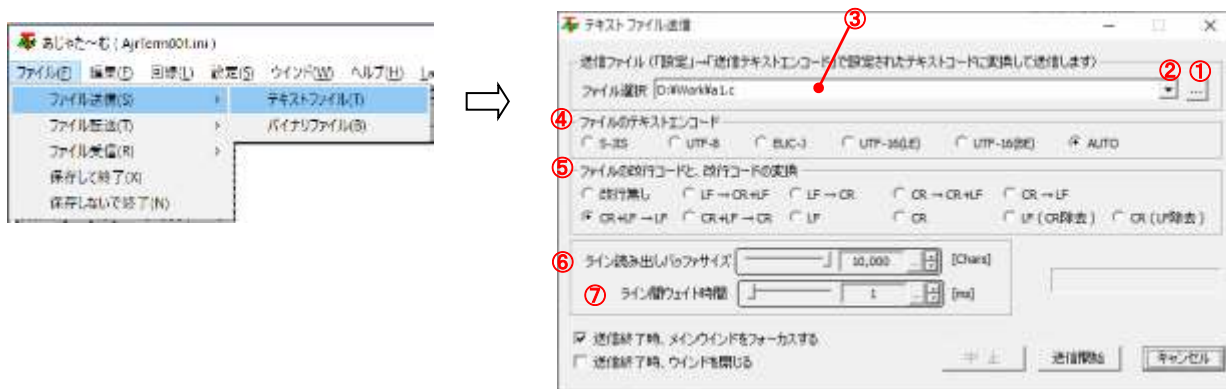 あじゃた～む ( AjrTerm001.ini )
ファイル(F) 編集(E) 回線(L) 設定(S) ウインド(W) ヘルプ(H)
ファイル送信(S)
テキストファイル(T)
ファイル転送(T)
バイナリファイル(B)
ファイル受信(R)
保存して終了(X)
保存しないで終了(N)
テキストファイル送信
③
送信ファイル (「設定」→「送信テキストエンコード」で設定されたテキストコードに変換して送信します)
② ①
ファイル選択 D:¥Work¥a1.c
...
④ ファイルのテキストエンコード
S-JIS UTF-8 EUC-J UTF-16(LE) UTF-16(BE) AUTO
⑤ ファイルの改行コードと、改行コードの変換
改行無し LF→CR+LF LF→CR CR→CR+LF CR→LF
CR+LF→LF CR+LF→CR LF CR LF (CR除去) CR (LF除去)
⑥ ライン読み出しバッファサイズ 10,000 ... [Chars]
⑦ ライン間ウェイト時間 1 ... [ms]
送信終了時、メインウインドをフォーカスする
送信終了時、ウインドを閉じる
中 止 送信開始 キャンセル